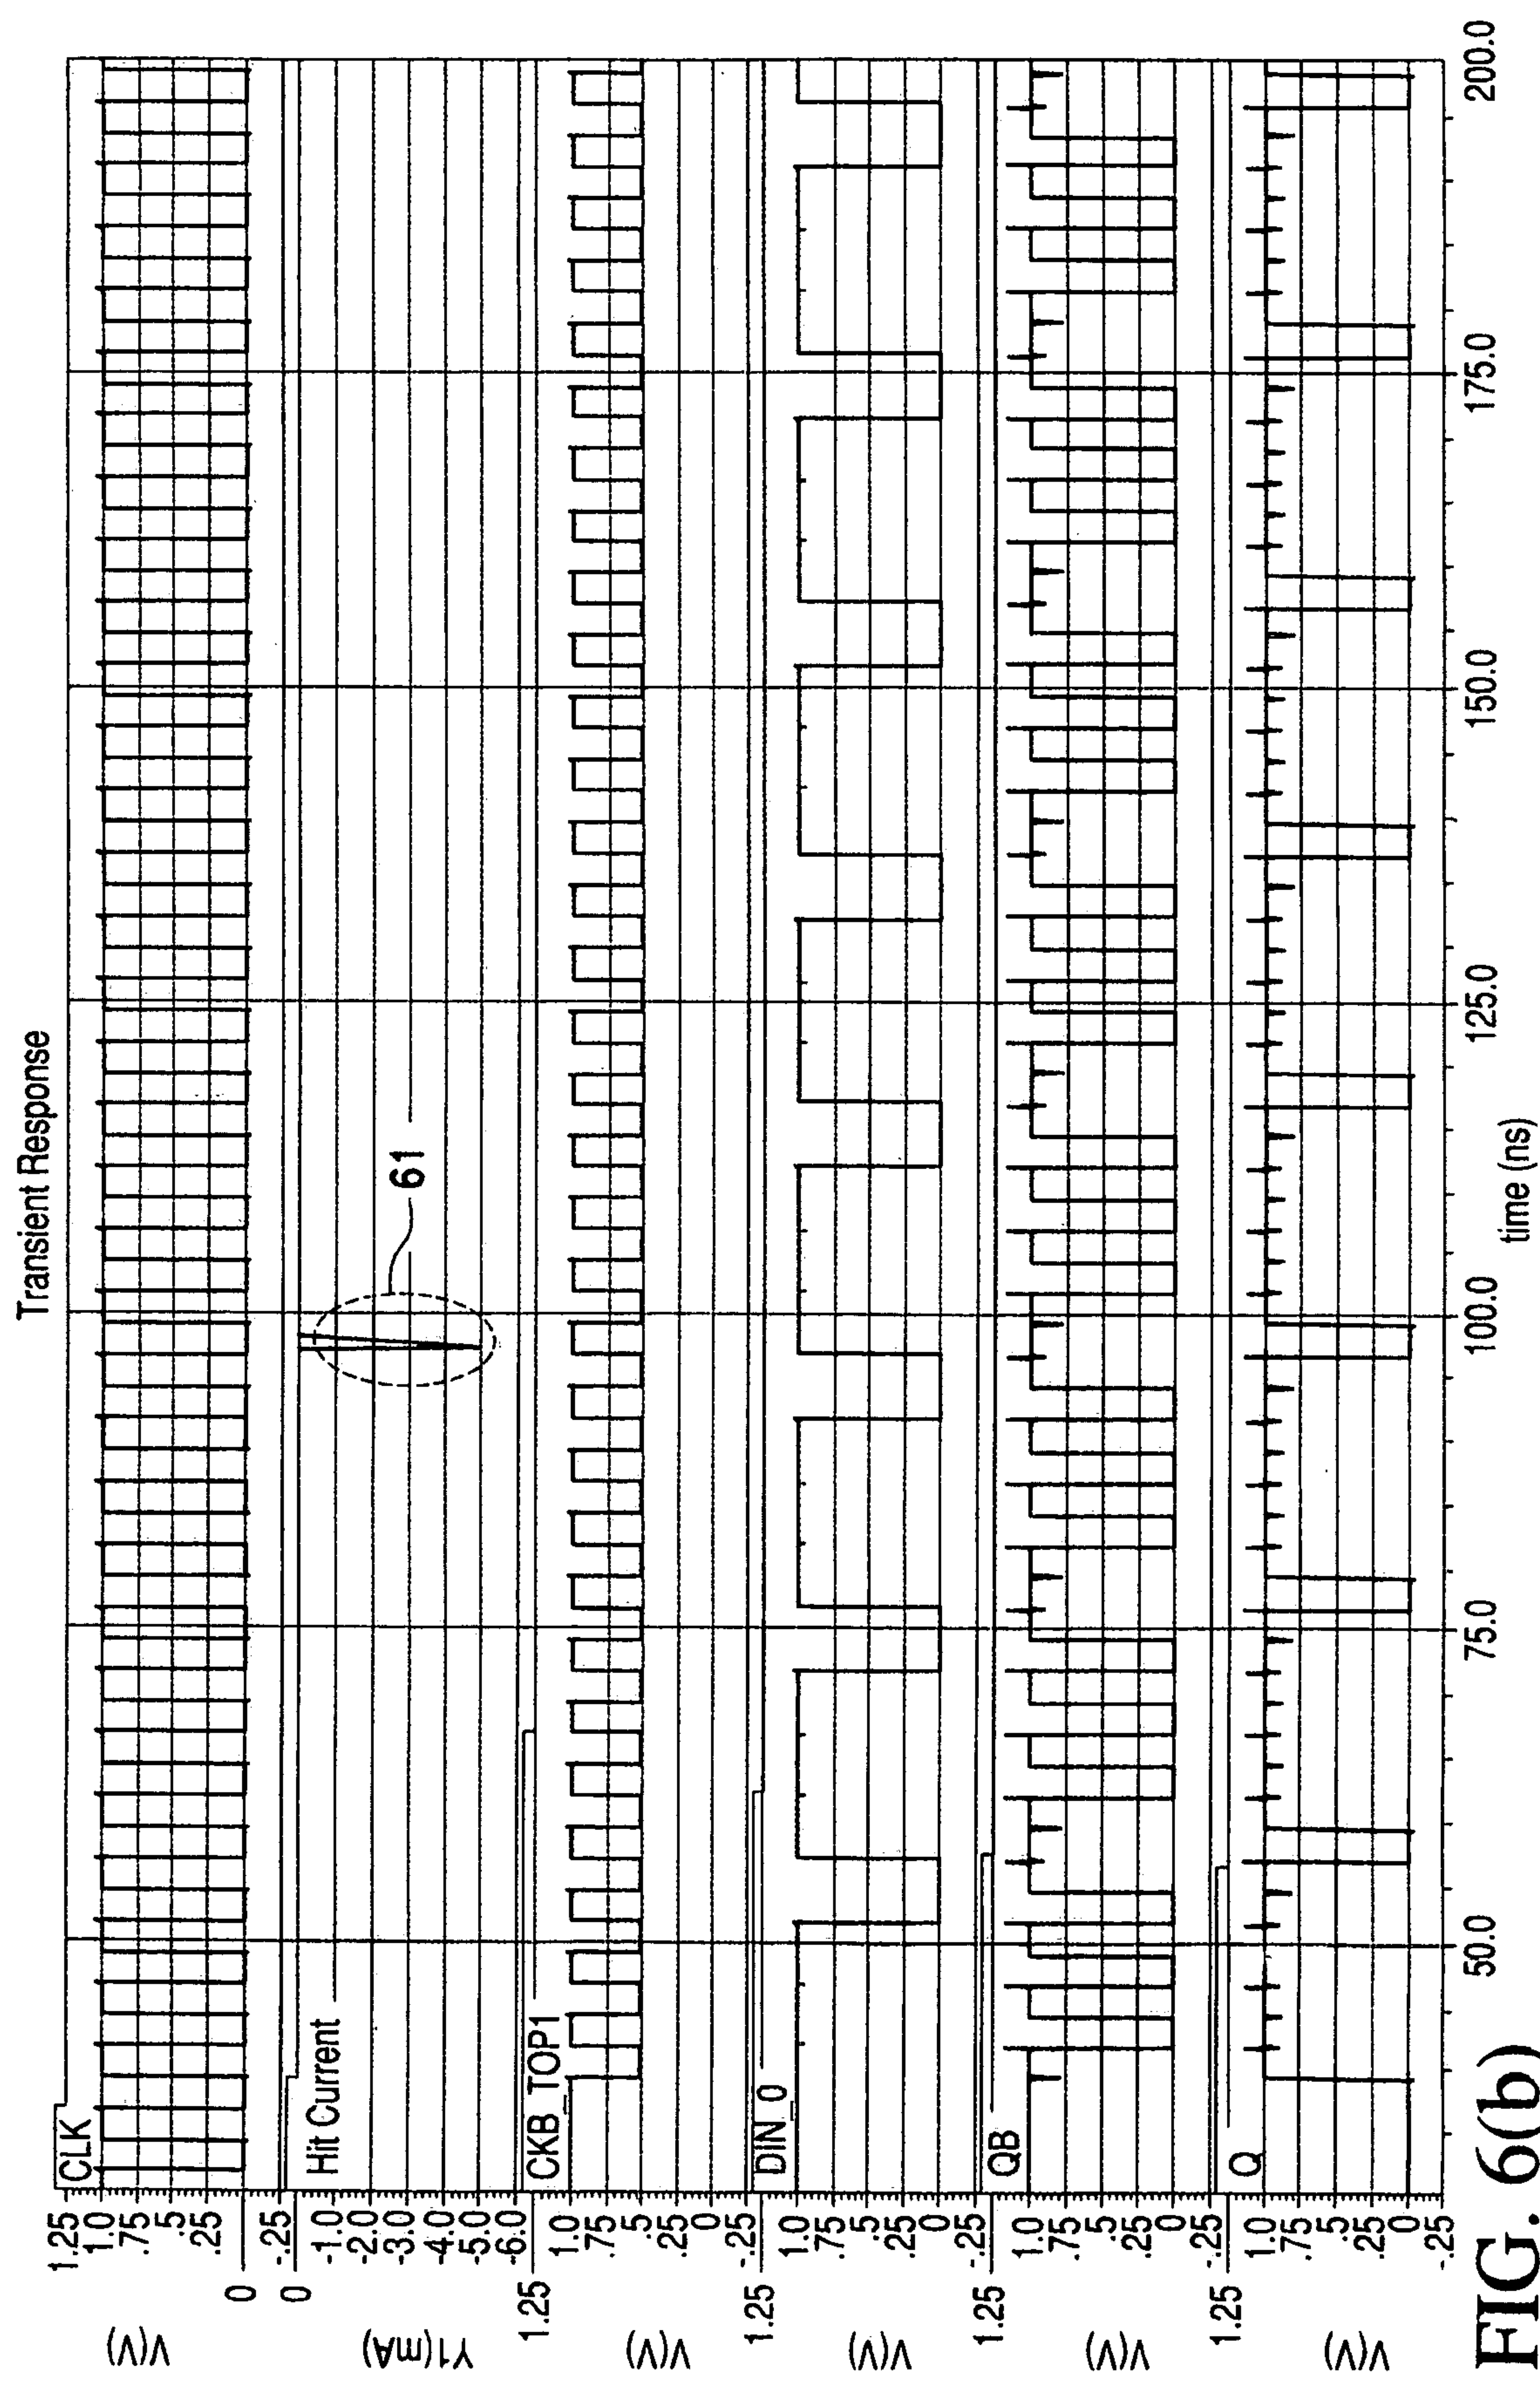 Transient Response
V(V)
1.25
1.0
.75
.5
.25
0
-.25
CLK
Y1(mA)
0
-1.0
-2.0
-3.0
-4.0
-5.0
-6.0
Hit Current
61
V(V)
1.25
1.0
.75
.5
.25
0
-.25
CKB_TOP1
V(V)
1.25
1.0
.75
.5
.25
0
-.25
DIN_0
V(V)
1.25
1.0
.75
.5
.25
0
-.25
QB
V(V)
1.25
1.0
.75
.5
.25
0
-.25
Q
50.0 75.0 100.0 125.0 150.0 175.0 200.0
time (ns)
FIG. 6(b)